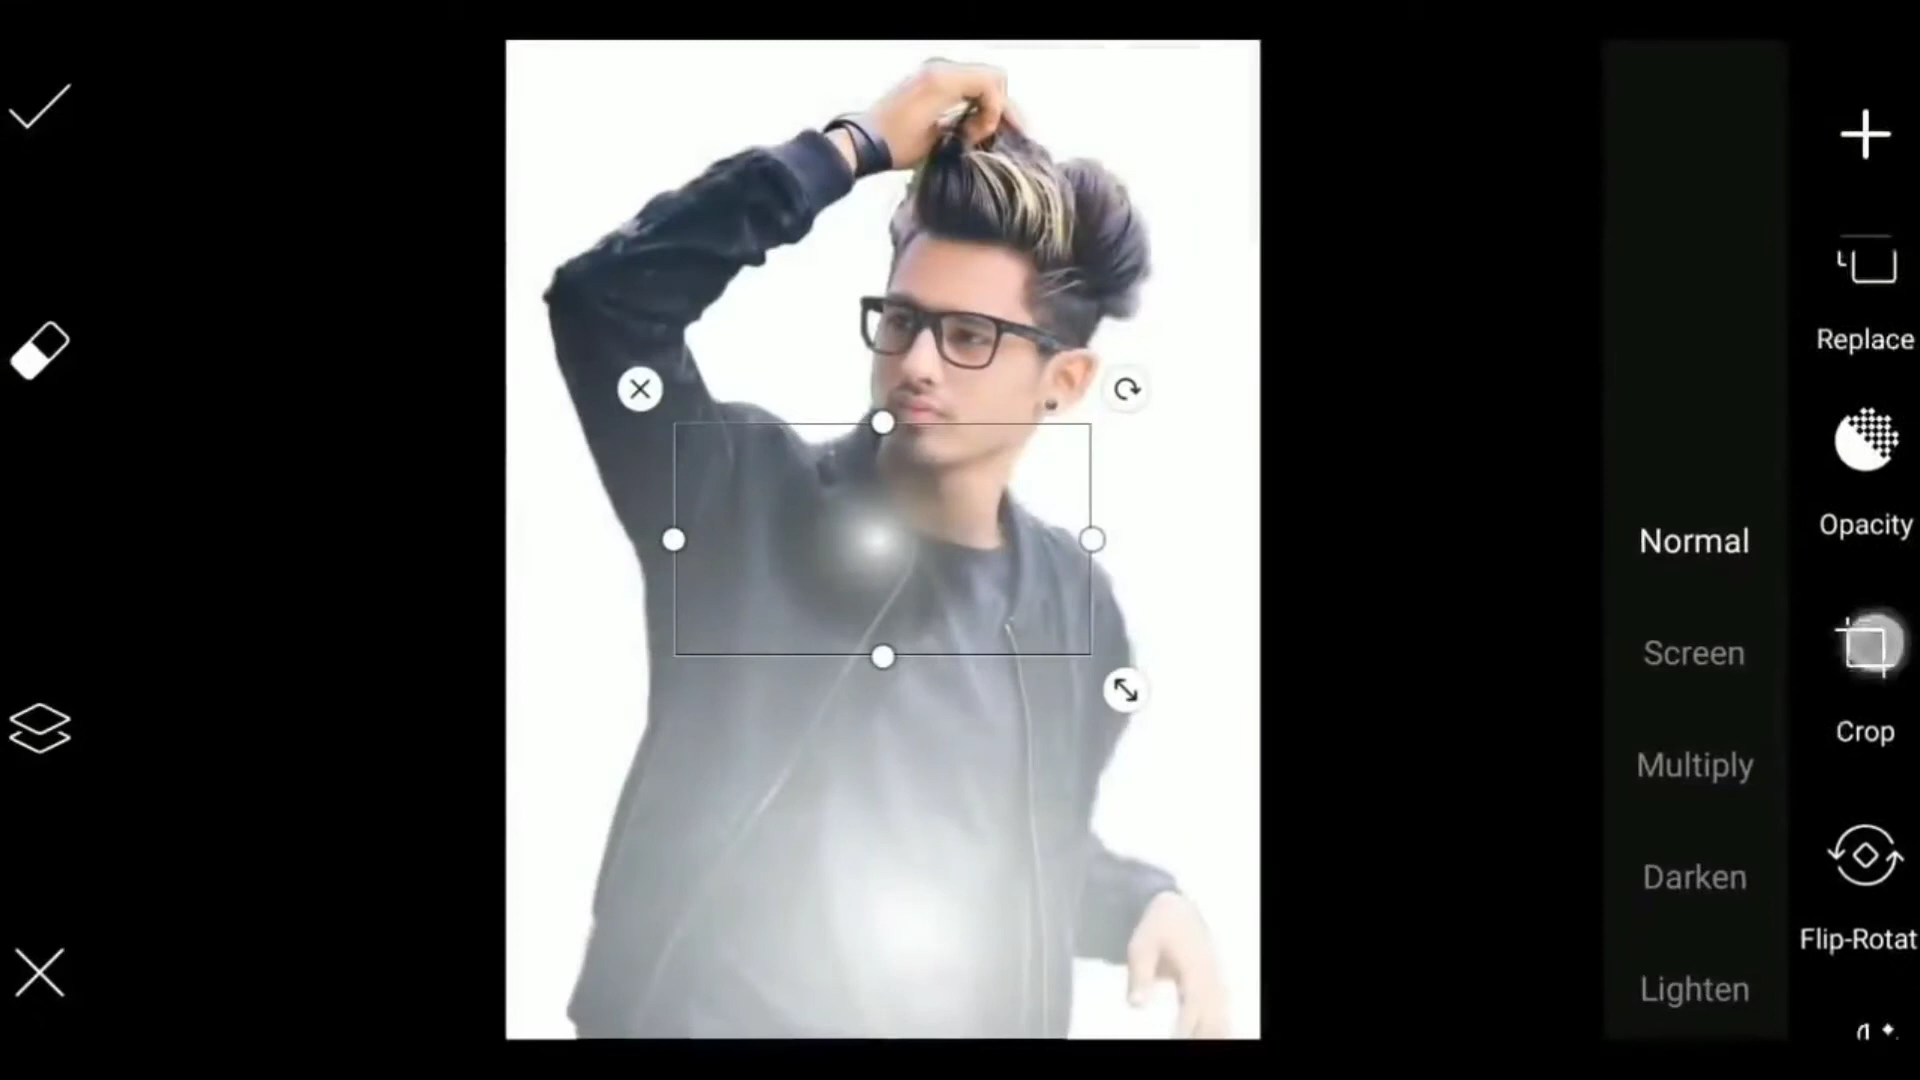 Replace
Opacity
Normal
Screen
Crop
Multiply
Darken
Flip-Rotat
Lighten